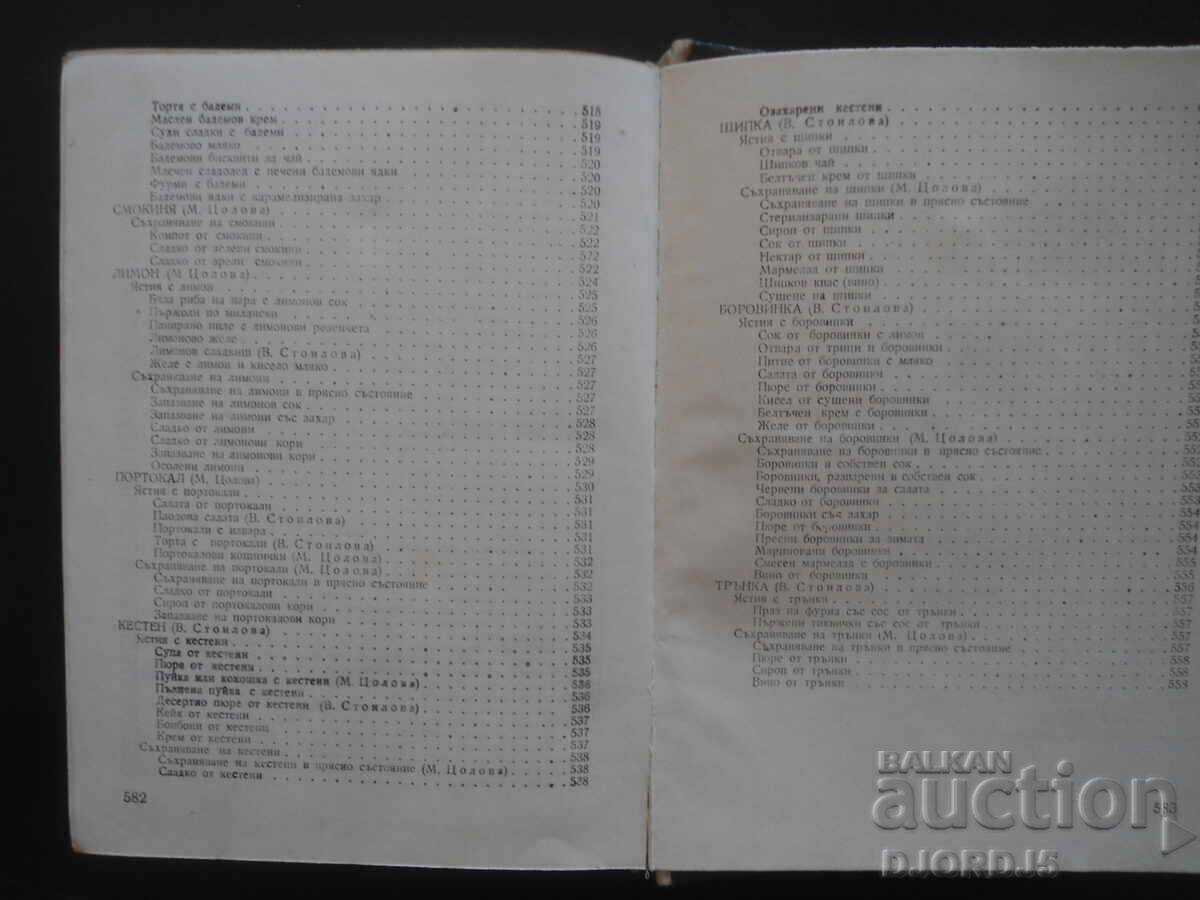 Торта с бадеми . . . 518
Маслен бадемов крем . . . 519
Сухи сладки с бадеми . . . 519
Бадемово мляко . . . 519
Бадемови бисквити за чай . . . 520
Млечен сладолед с печени бадемови ядки . . . 520
Фурми с бадеми . . . 520
Бадемови ядки с карамелизирана захар . . . 520
СМОКИНЯ (М. Цолова) . . . 521
Съхраняване на смокини . . . 522
Компот от смокини . . . 522
Сладко от зелени смокини . . . 522
Сладко от зрели смокини . . . 522
ЛИМОН (М. Цолова) . . . 524
Ястия с лимон . . . 525
Бяла риба на пара с лимонов сок . . . 525
Пържоли по милански . . . 526
Панирано пиле с лимонови резенчета . . . 526
Лимоново желе . . . 526
Лимонов сладкиш (В. Стоилова) . . . 527
Желе с лимон и кисело мляко . . . 527
Съхраняване на лимони . . . 527
Съхраняване на лимони в прясно състояние . . . 527
Запазване на лимонов сок . . . 527
Запазване на лимони със захар . . . 528
Сладко от лимони . . . 528
Сладко от лимонови кори . . . 528
Запазване на лимонови кори . . . 529
Осолени лимони . . . 529
ПОРТОКАЛ (М. Цолова) . . . 530
Ястия с портокали . . . 531
Салата от портокали . . . 531
Плодова салата (В. Стоилова) . . . 531
Портокали с извара . . . 531
Торта с портокали (В. Стоилова) . . . 531
Портокалови кошнички (М. Цолова) . . . 532
Съхраняване на портокали (М. Цолова) . . . 532
Съхраняване на портокали в прясно състояние . . . 532
Сладко от портокали . . . 533
Сироп от портокалови кори . . . 533
Запазване на портокалови кори . . . 533
КЕСТЕН (В. Стоилова) . . . 534
Ястия с кестени . . . 535
Супа от кестени . . . 535
Пюре от кестени . . . 535
Пуйка или кокошка с кестени (М. Цолова) . . . 536
Пълнена пуйка с кестени . . . 536
Десертно пюре от кестени (В. Стоилова) . . . 536
Кейк от кестени . . . 537
Бонбони от кестени . . . 537
Крем от кестени . . . 537
Съхраняване на кестени . . . 538
Съхраняване на кестени в прясно състояние (М. Цолова) . . . 538
Сладко от кестени . . . 538
582
Озахарени кестени . . .
ШИПКА (В. Стоилова) . . .
Ястия с шипки . . .
Отвара от шипки . . .
Шипков чай . . .
Белтъчен крем от шипки . . .
Съхраняване на шипки (М. Цолова) . . .
Съхраняване на шипки в прясно състояние . . .
Стерилизирани шипки . . .
Сироп от шипки . . .
Сок от шипки . . .
Нектар от шипки . . .
Мармелад от шипки . . .
Шипков квас (вино) . . .
Сушене на шипки . . .
БОРОВИНКА (В. Стоилова) . . .
Ястия с боровинки . . .
Сок от боровинки с лимон . . .
Отвара от трици и боровинки . . .
Питие от боровинки с мляко . . .
Салата от боровинки . . .
Пюре от боровинки . . .
Кисел от сушени боровинки . . .
Белтъчен крем с боровинки . . .
Желе от боровинки . . .
Съхраняване на боровинки (М. Цолова) . . .
Съхраняване на боровинки в прясно състояние . . .
Боровинки в собствен сок . . .
Боровинки, разварени в собствен сок . . .
Червени боровинки за салата . . .
Сладко от боровинки . . .
Боровинки със захар . . . 554
Пюре от боровинки . . . 554
Пресни боровинки за зимата . . . 554
Мариновани боровинки . . . 554
Смесен мармелад с боровинки . . . 555
Вино от боровинки . . . 555
ТРЪНКА (В. Стоилова) . . . 556
Ястия с трънки . . . 557
Праз на фурна със сос от трънки . . . 557
Пържени тиквички със сос от трънки . . . 557
Съхраняване на трънки (М. Цолова) . . . 557
Съхраняване на трънки в прясно състояние . . . 557
Пюре от трънки . . . 558
Сироп от трънки . . . 558
Вино от трънки . . . 558
583
BALKAN
auction
DJORDJ5